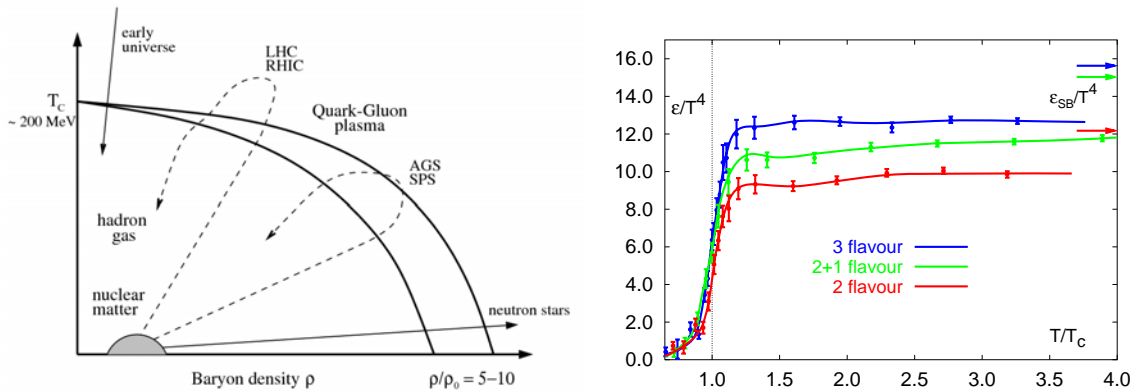 early
universe
LHC
RHIC
T_C
~ 200 MeV
Quark-Gluon
plasma
AGS
SPS
hadron
gas
nuclear
matter
neutron stars
Baryon density ρ
ρ/ρ₀ = 5−10
16.0
14.0
12.0
10.0
8.0
6.0
4.0
2.0
0.0
ε/T⁴
ε_SB/T⁴
3 flavour
2+1 flavour
2 flavour
T/T_c
1.0 1.5 2.0 2.5 3.0 3.5 4.0